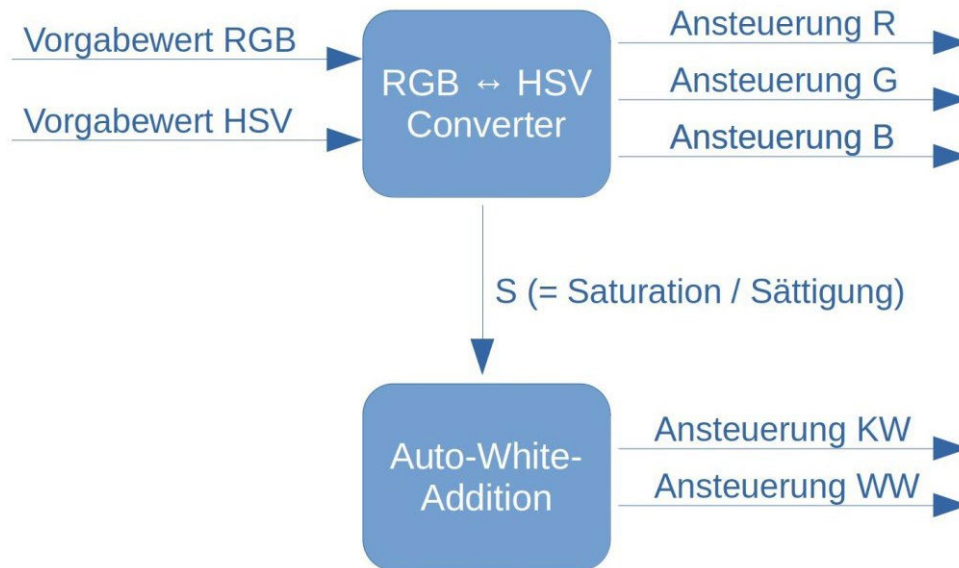 Vorgabewert RGB
Vorgabewert HSV
RGB ↔ HSV
Converter
Ansteuerung R
Ansteuerung G
Ansteuerung B
S (= Saturation / Sättigung)
Auto-White-
Addition
Ansteuerung KW
Ansteuerung WW